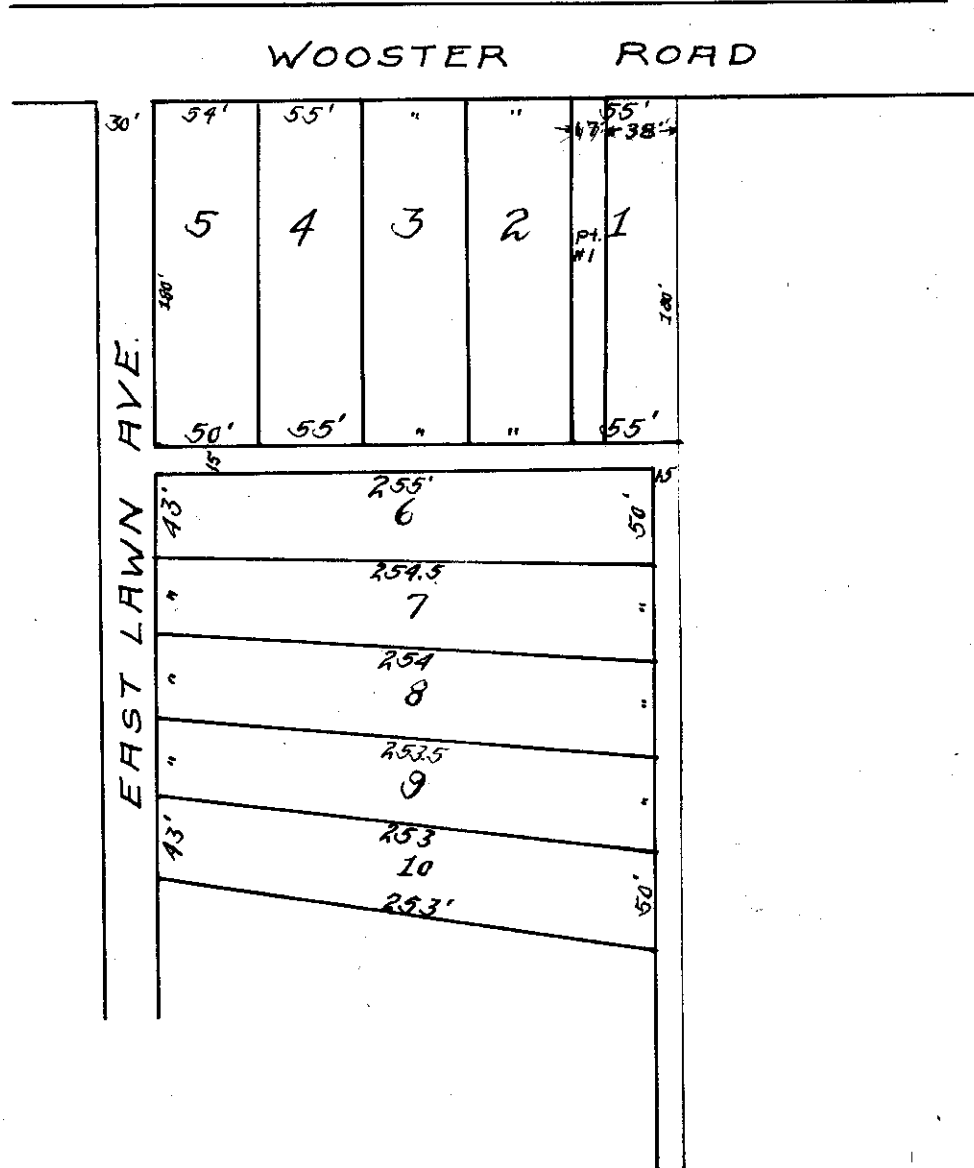 WOOSTER ROAD
30' 54' 55' " " 55'
17' 38'
5 4 3 2 pt. #1 1
180' 180'
50' 55' " " 55'
EAST LAWN AVE.
15 15
255'
43' 6 50'
254.5
" 7 "
254
" 8 "
253.5
" 9 "
253
43' 10 50'
253'